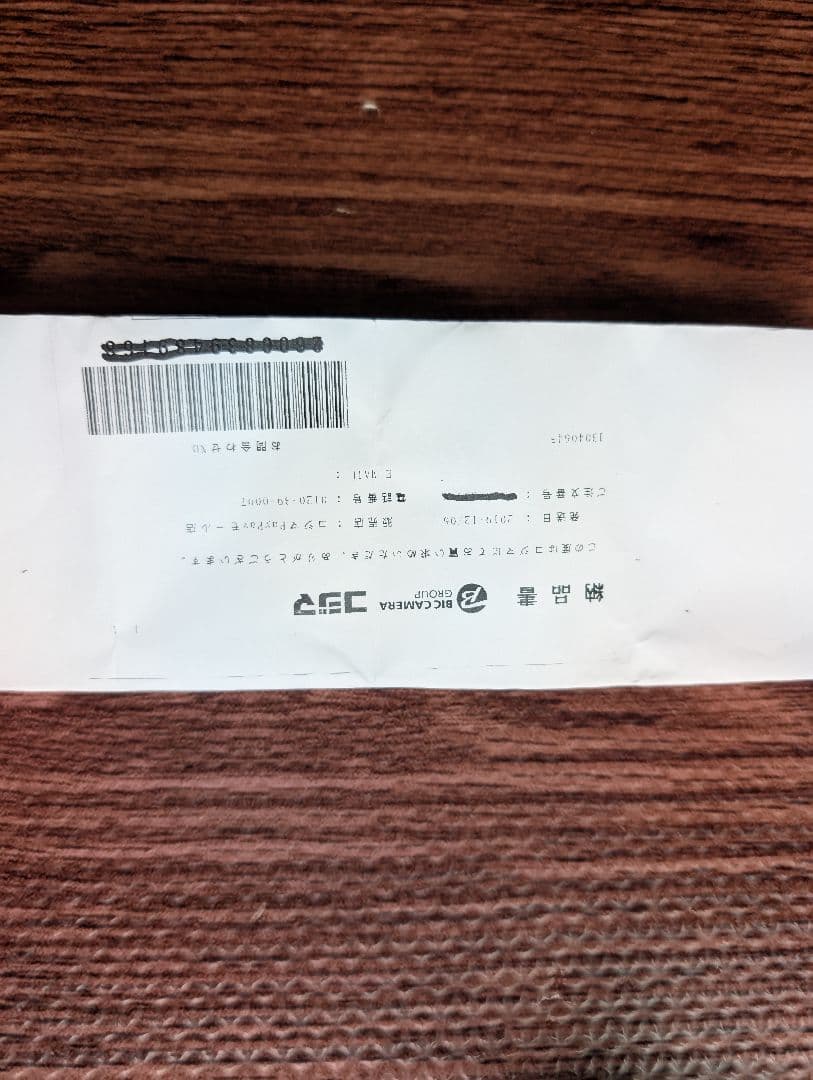 納品書 BIC CAMERA GROUP コジマ
この度はコジマにてお買い求めいただき、ありがとうございます。
発送日 : 2019-12-05 販売店 : コジマPayPayモール店
ご注文番号 : 電話番号 : 0120-49-0007
E-MAIL :
お問合わせNO